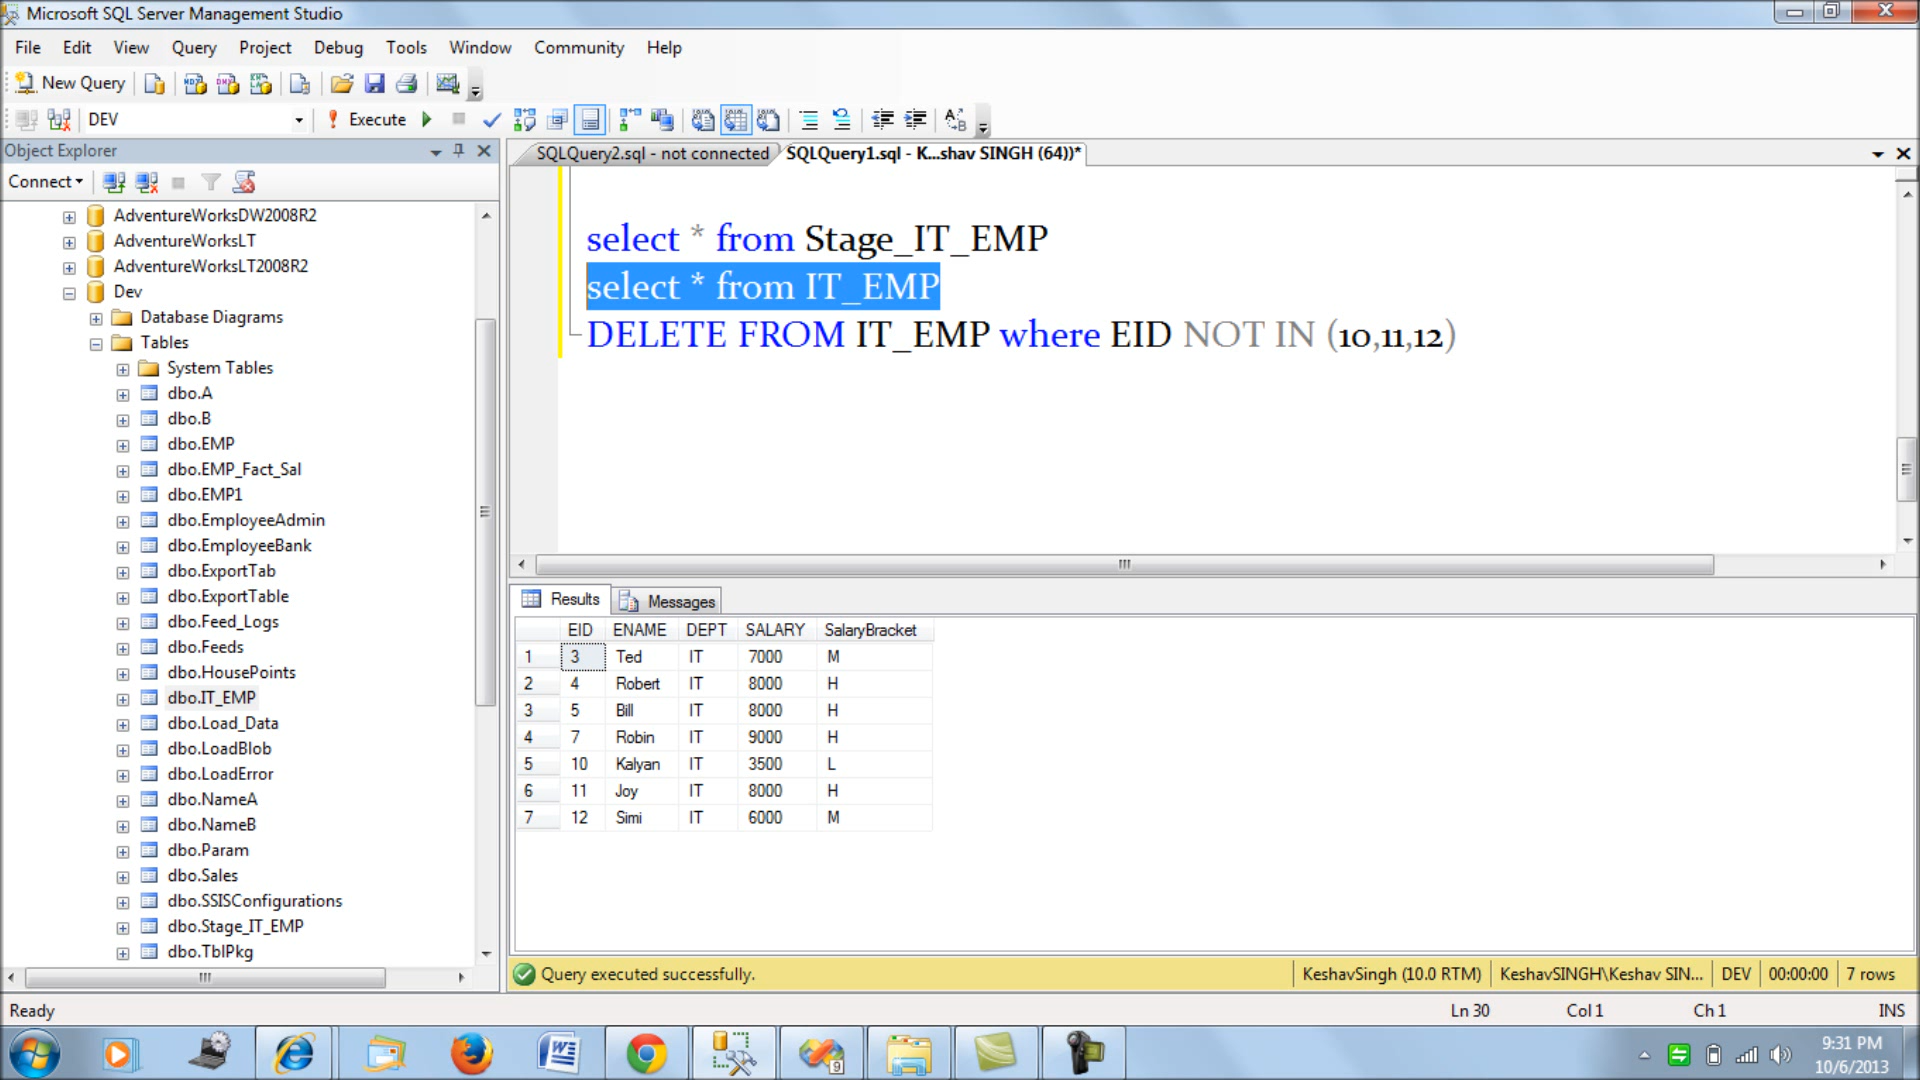 Microsoft SQL Server Management Studio
File Edit View Query Project Debug Tools Window Community Help
New Query
DEV Execute
Object Explorer
Connect
AdventureWorksDW2008R2
AdventureWorksLT
AdventureWorksLT2008R2
Dev
Database Diagrams
Tables
System Tables
dbo.A
dbo.B
dbo.EMP
dbo.EMP_Fact_Sal
dbo.EMP1
dbo.EmployeeAdmin
dbo.EmployeeBank
dbo.ExportTab
dbo.ExportTable
dbo.Feed_Logs
dbo.Feeds
dbo.HousePoints
dbo.IT_EMP
dbo.Load_Data
dbo.LoadBlob
dbo.LoadError
dbo.NameA
dbo.NameB
dbo.Param
dbo.Sales
dbo.SSISConfigurations
dbo.Stage_IT_EMP
dbo.TblPkg
SQLQuery2.sql - not connected SQLQuery1.sql - K...shav SINGH (64))*
select * from Stage_IT_EMP
select * from IT_EMP
DELETE FROM IT_EMP where EID NOT IN (10,11,12)
Results Messages
EID ENAME DEPT SALARY SalaryBracket
1 3 Ted IT 7000 M
2 4 Robert IT 8000 H
3 5 Bill IT 8000 H
4 7 Robin IT 9000 H
5 10 Kalyan IT 3500 L
6 11 Joy IT 8000 H
7 12 Simi IT 6000 M
Query executed successfully. KeshavSingh (10.0 RTM) KeshavSINGH\Keshav SIN... DEV 00:00:00 7 rows
Ready Ln 30 Col 1 Ch 1 INS
9:31 PM
10/6/2013